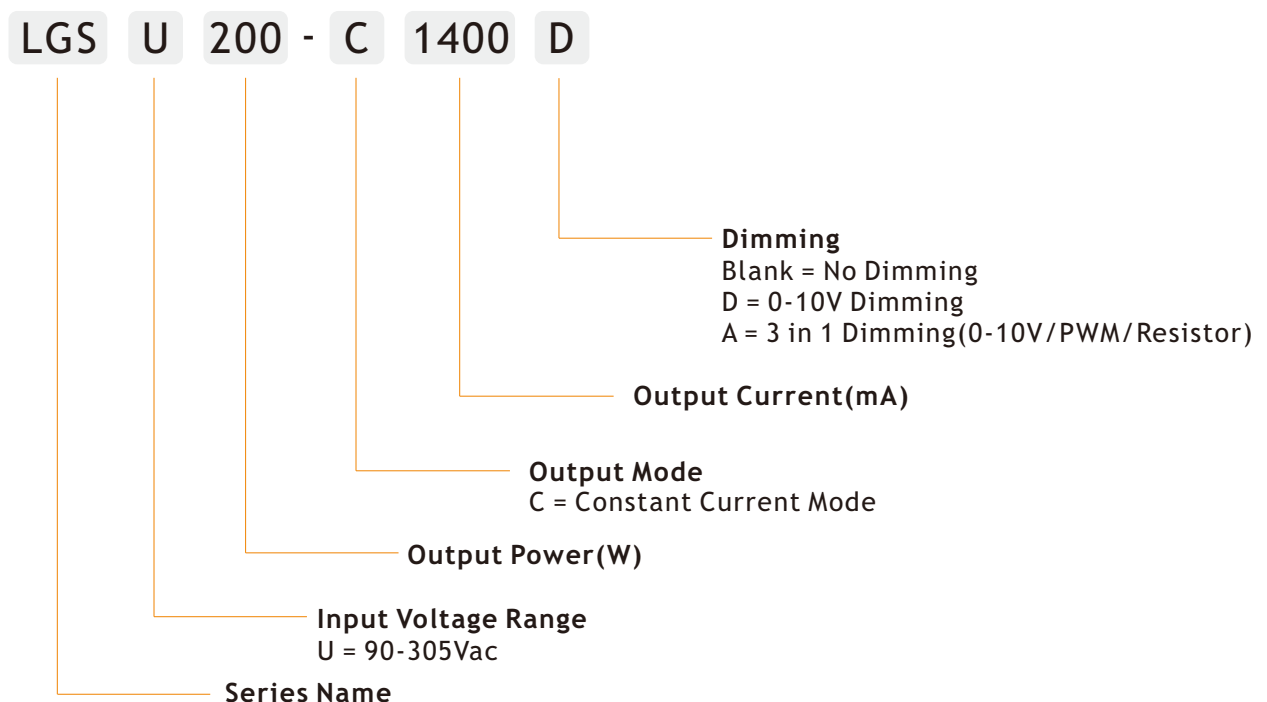 LGS U 200 - C 1400 D
Dimming
Blank = No Dimming
D = 0-10V Dimming
A = 3 in 1 Dimming(0-10V/PWM/Resistor)
Output Current(mA)
Output Mode
C = Constant Current Mode
Output Power(W)
Input Voltage Range
U = 90-305Vac
Series Name